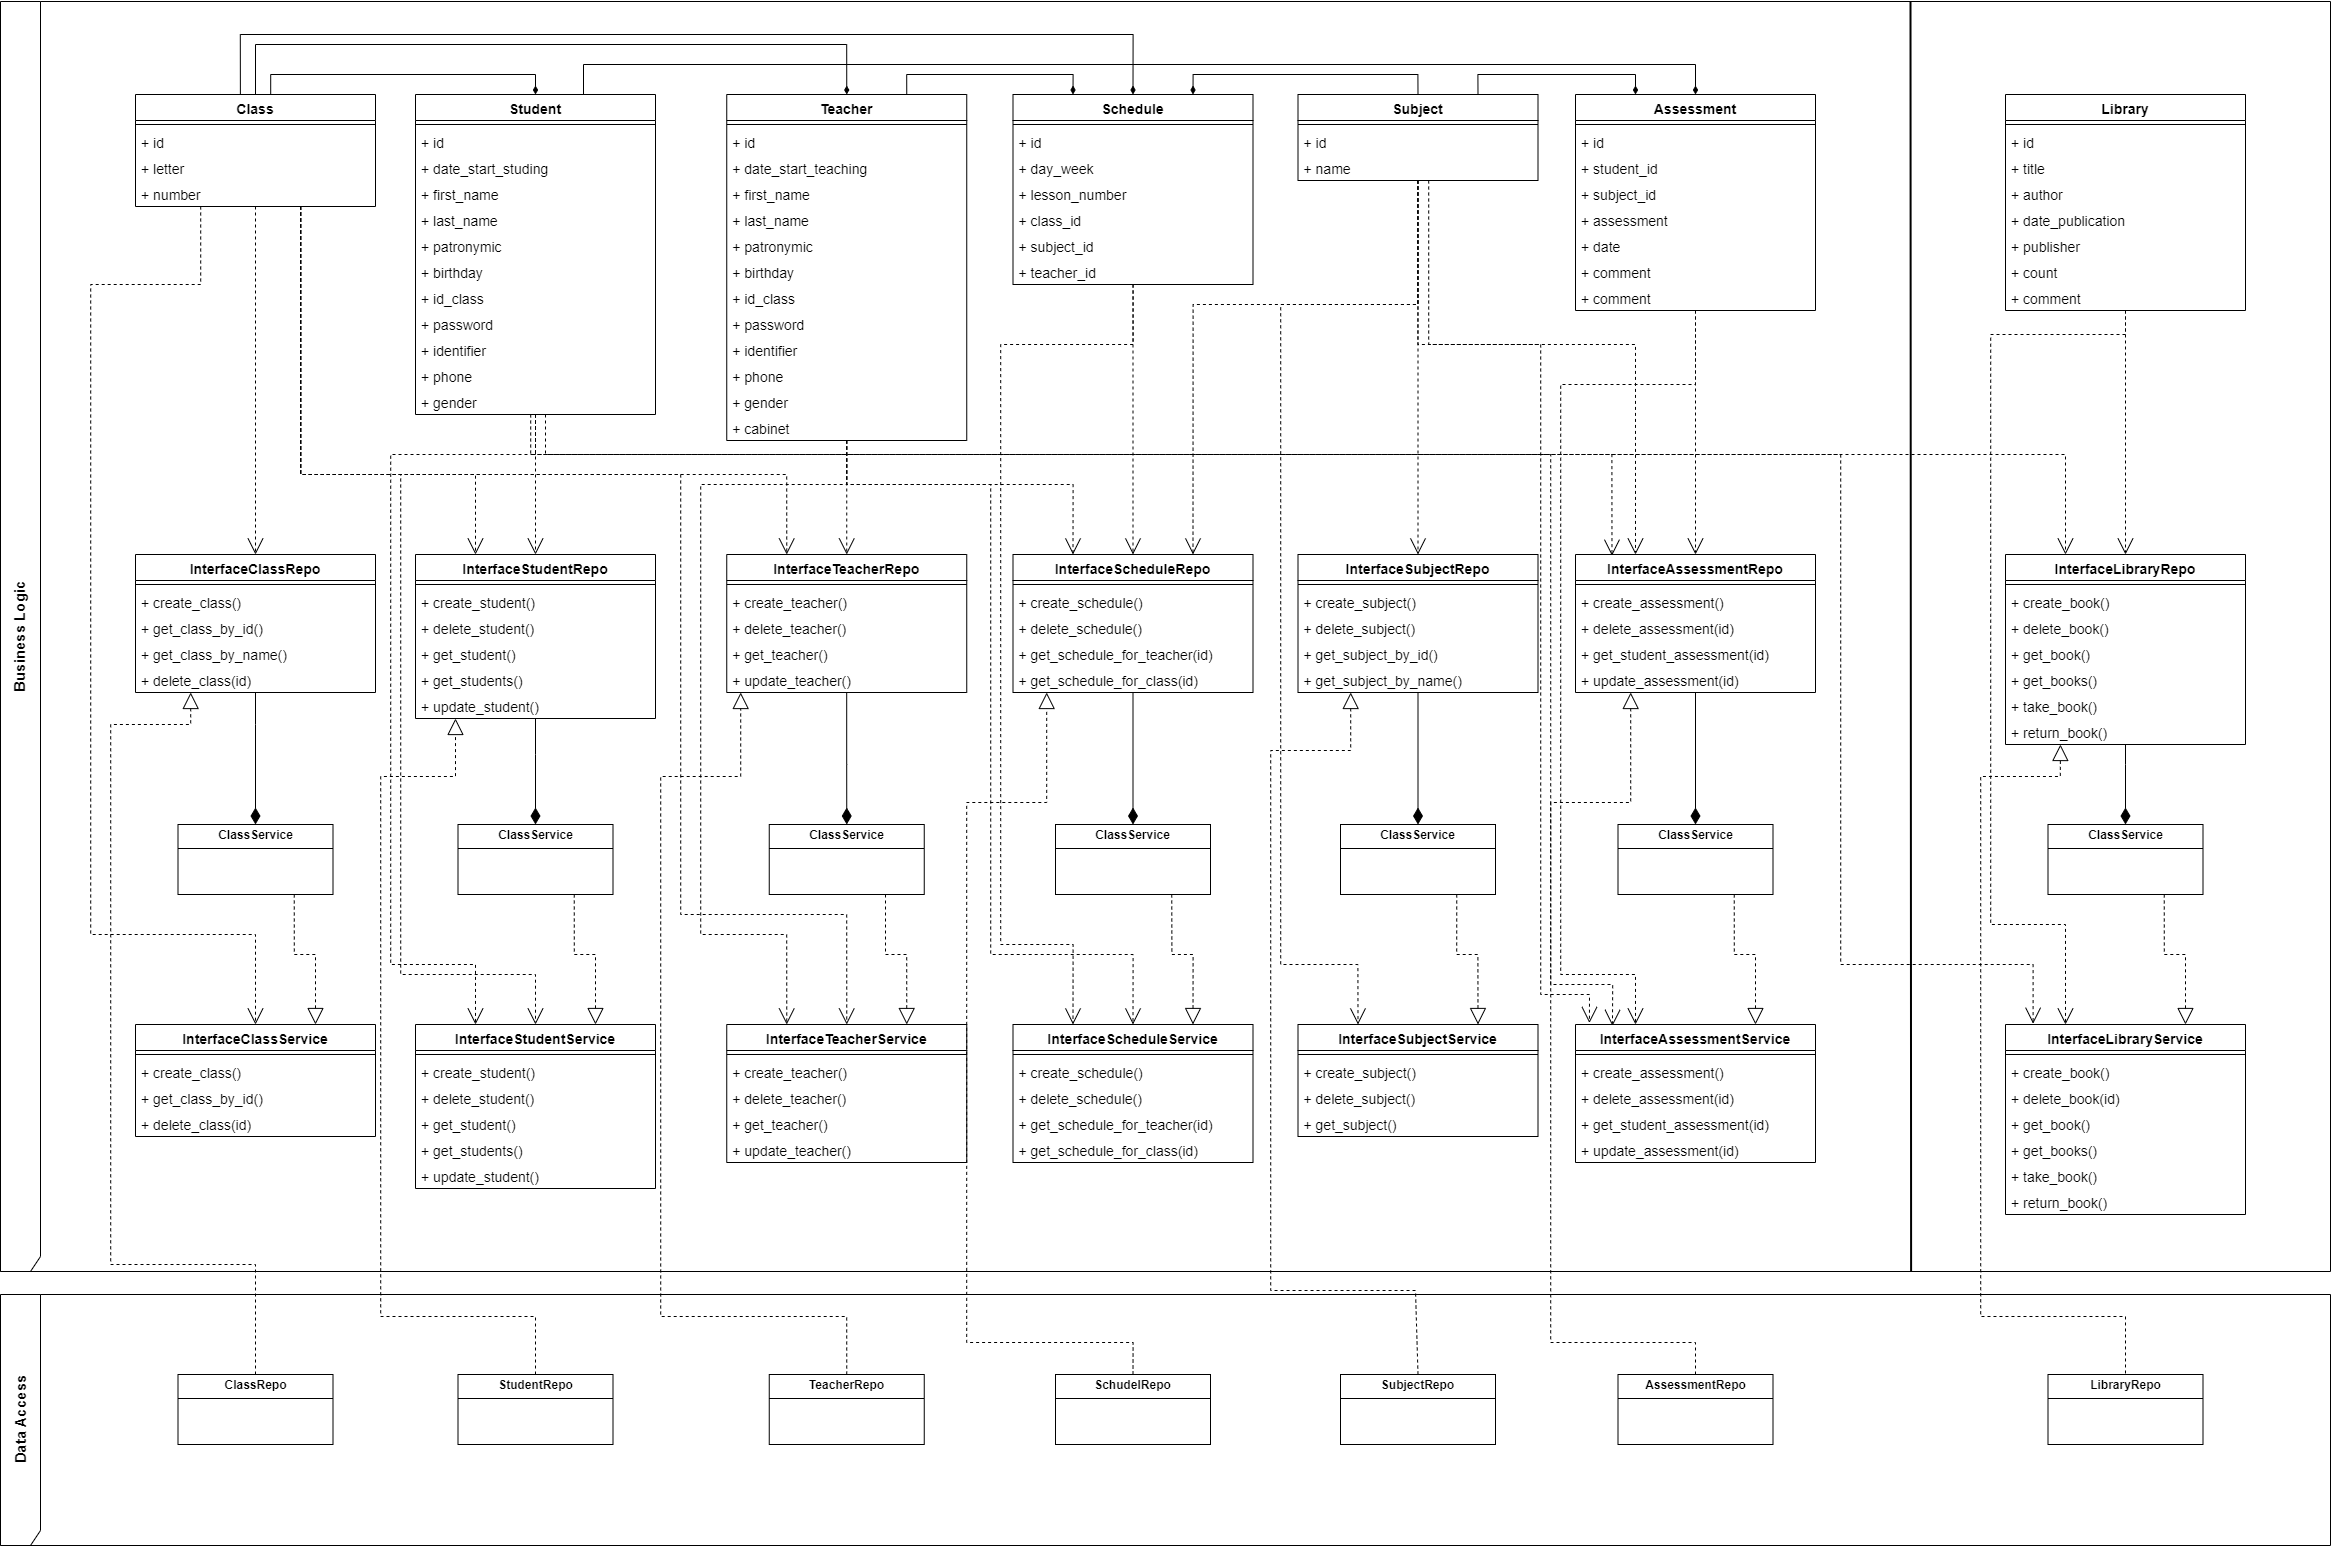 Business Logic
Class
+ id
+ letter
+ number
Student
+ id
+ date_start_studing
+ first_name
+ last_name
+ patronymic
+ birthday
+ id_class
+ password
+ identifier
+ phone
+ gender
Teacher
+ id
+ date_start_teaching
+ first_name
+ last_name
+ patronymic
+ birthday
+ id_class
+ password
+ identifier
+ phone
+ gender
+ cabinet
Schedule
+ id
+ day_week
+ lesson_number
+ class_id
+ subject_id
+ teacher_id
Subject
+ id
+ name
Assessment
+ id
+ student_id
+ subject_id
+ assessment
+ date
+ comment
+ comment
Library
+ id
+ title
+ author
+ date_publication
+ publisher
+ count
+ comment
InterfaceClassRepo
+ create_class()
+ get_class_by_id()
+ get_class_by_name()
+ delete_class(id)
InterfaceStudentRepo
+ create_student()
+ delete_student()
+ get_student()
+ get_students()
+ update_student()
InterfaceTeacherRepo
+ create_teacher()
+ delete_teacher()
+ get_teacher()
+ update_teacher()
InterfaceScheduleRepo
+ create_schedule()
+ delete_schedule()
+ get_schedule_for_teacher(id)
+ get_schedule_for_class(id)
InterfaceSubjectRepo
+ create_subject()
+ delete_subject()
+ get_subject_by_id()
+ get_subject_by_name()
InterfaceAssessmentRepo
+ create_assessment()
+ delete_assessment(id)
+ get_student_assessment(id)
+ update_assessment(id)
InterfaceLibraryRepo
+ create_book()
+ delete_book()
+ get_book()
+ get_books()
+ take_book()
+ return_book()
ClassService
ClassService
ClassService
ClassService
ClassService
ClassService
ClassService
InterfaceClassService
+ create_class()
+ get_class_by_id()
+ delete_class(id)
InterfaceStudentService
+ create_student()
+ delete_student()
+ get_student()
+ get_students()
+ update_student()
InterfaceTeacherService
+ create_teacher()
+ delete_teacher()
+ get_teacher()
+ update_teacher()
InterfaceScheduleService
+ create_schedule()
+ delete_schedule()
+ get_schedule_for_teacher(id)
+ get_schedule_for_class(id)
InterfaceSubjectService
+ create_subject()
+ delete_subject()
+ get_subject()
InterfaceAssessmentService
+ create_assessment()
+ delete_assessment(id)
+ get_student_assessment(id)
+ update_assessment(id)
InterfaceLibraryService
+ create_book()
+ delete_book(id)
+ get_book()
+ get_books()
+ take_book()
+ return_book()
Data Access
ClassRepo
StudentRepo
TeacherRepo
SchudelRepo
SubjectRepo
AssessmentRepo
LibraryRepo